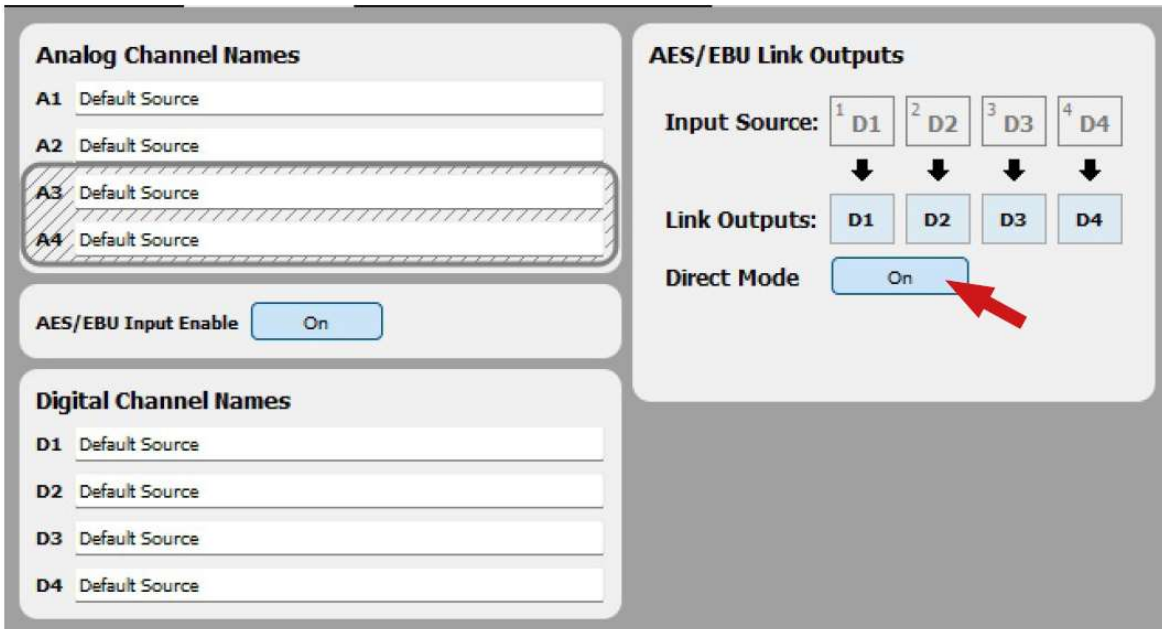 Analog Channel Names
A1 Default Source
A2 Default Source
A3 Default Source
A4 Default Source
AES/EBU Input Enable On
Digital Channel Names
D1 Default Source
D2 Default Source
D3 Default Source
D4 Default Source
AES/EBU Link Outputs
Input Source: 1 D1 2 D2 3 D3 4 D4
Link Outputs: D1 D2 D3 D4
Direct Mode On